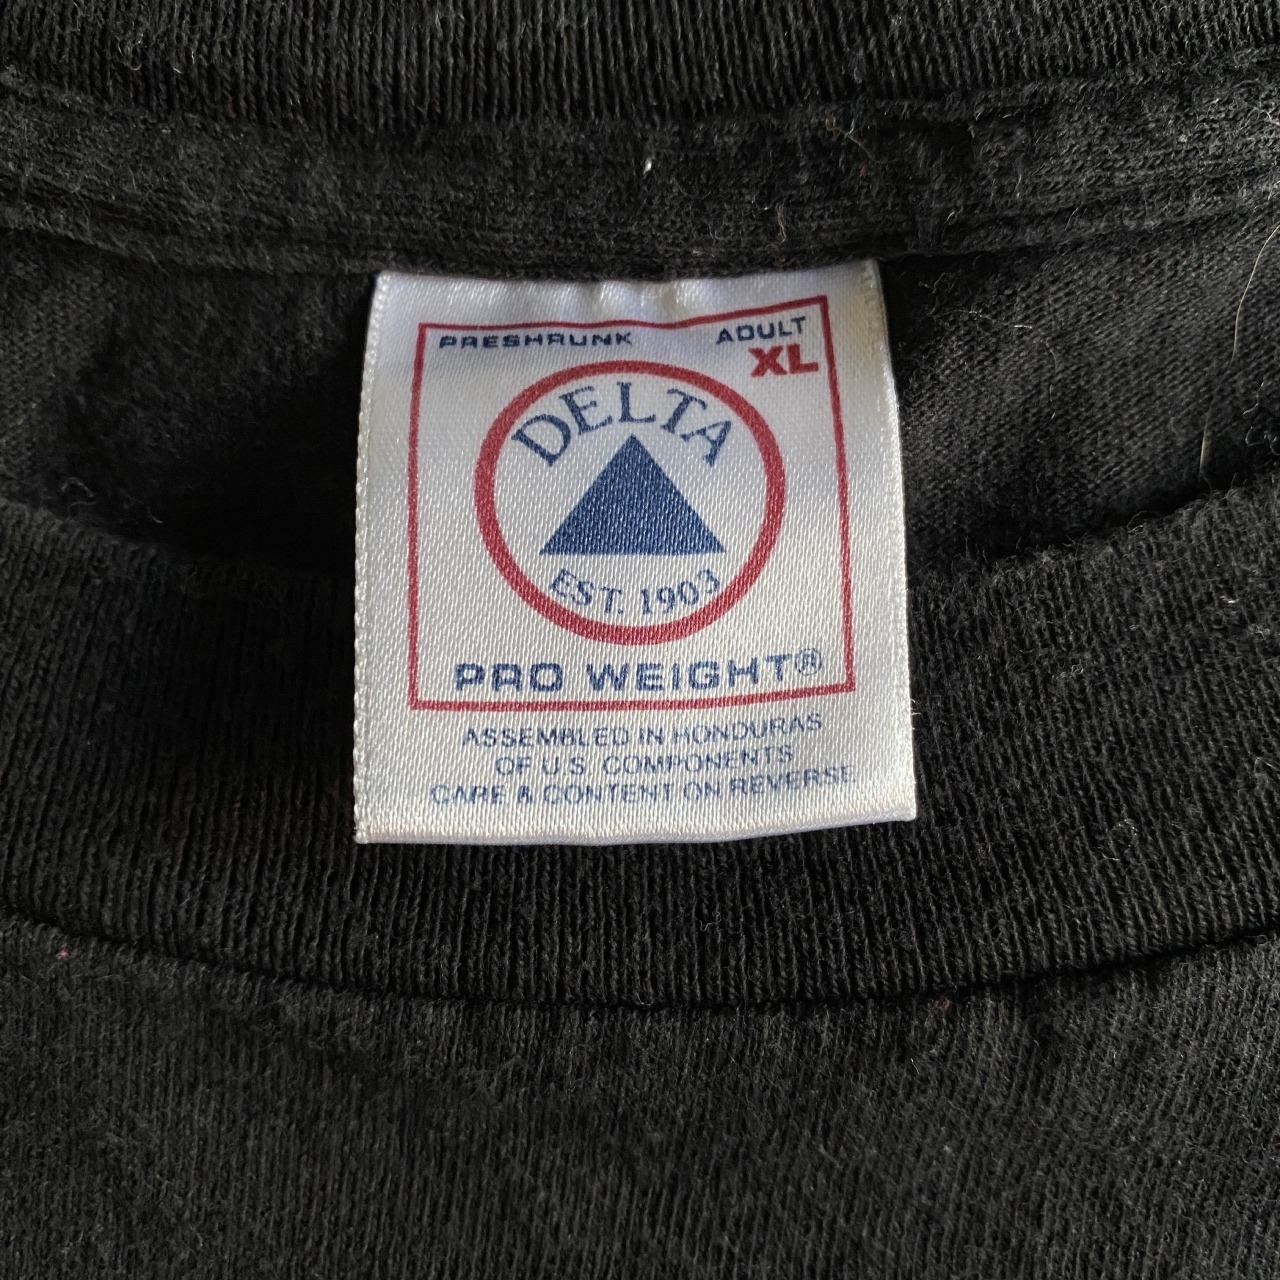 PRESHRUNK ADULT
XL
DELTA
EST. 1903
PRO WEIGHT®
ASSEMBLED IN HONDURAS
OF U.S. COMPONENTS
CARE & CONTENT ON REVERSE